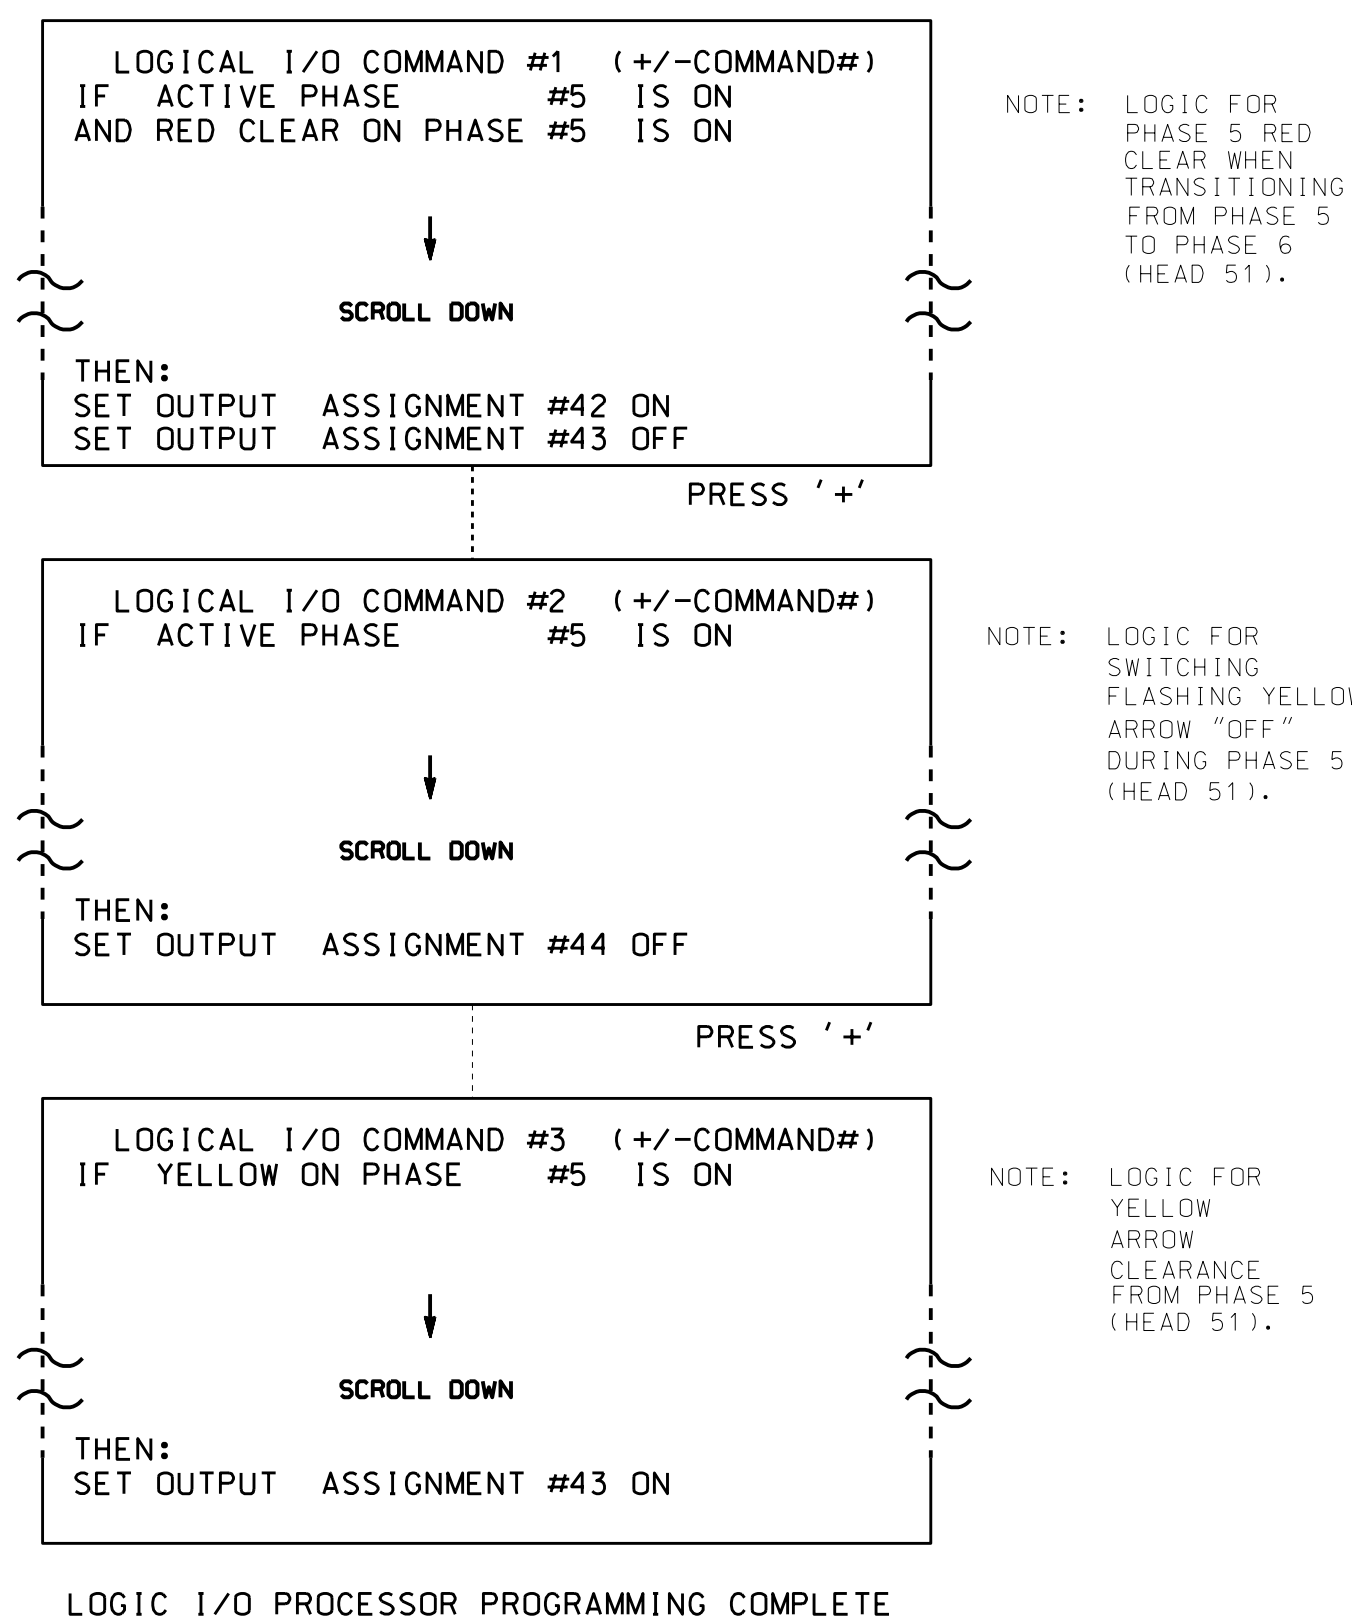 LOGICAL I/O COMMAND #1 (+/-COMMAND#)
IF ACTIVE PHASE #5 IS ON
AND RED CLEAR ON PHASE #5 IS ON
SCROLL DOWN
THEN:
SET OUTPUT ASSIGNMENT #42 ON
SET OUTPUT ASSIGNMENT #43 OFF
NOTE: LOGIC FOR
PHASE 5 RED
CLEAR WHEN
TRANSITIONING
FROM PHASE 5
TO PHASE 6
(HEAD 51).
PRESS '+'
LOGICAL I/O COMMAND #2 (+/-COMMAND#)
IF ACTIVE PHASE #5 IS ON
SCROLL DOWN
THEN:
SET OUTPUT ASSIGNMENT #44 OFF
NOTE: LOGIC FOR
SWITCHING
FLASHING YELLOW
ARROW "OFF"
DURING PHASE 5
(HEAD 51).
PRESS '+'
LOGICAL I/O COMMAND #3 (+/-COMMAND#)
IF YELLOW ON PHASE #5 IS ON
SCROLL DOWN
THEN:
SET OUTPUT ASSIGNMENT #43 ON
NOTE: LOGIC FOR
YELLOW
ARROW
CLEARANCE
FROM PHASE 5
(HEAD 51).
LOGIC I/O PROCESSOR PROGRAMMING COMPLETE